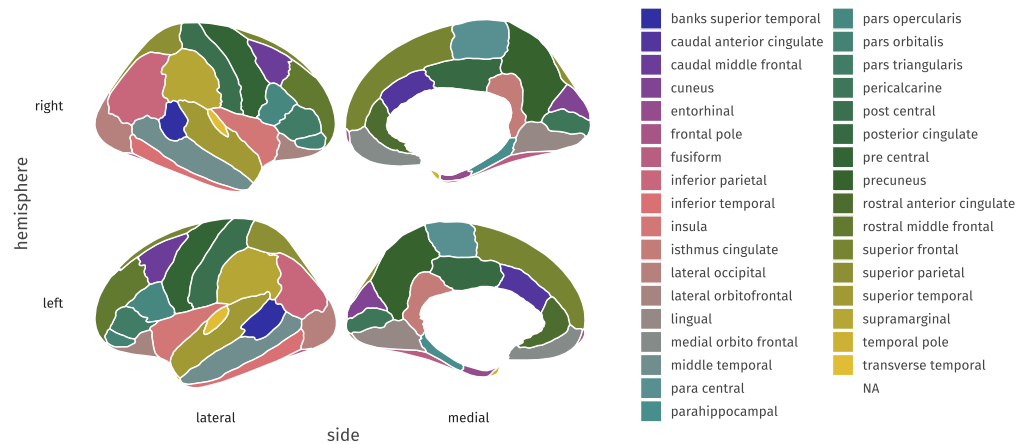 right
left
hemisphere
lateral
medial
side
banks superior temporal
caudal anterior cingulate
caudal middle frontal
cuneus
entorhinal
frontal pole
fusiform
inferior parietal
inferior temporal
insula
isthmus cingulate
lateral occipital
lateral orbitofrontal
lingual
medial orbito frontal
middle temporal
para central
parahippocampal
pars opercularis
pars orbitalis
pars triangularis
pericalcarine
post central
posterior cingulate
pre central
precuneus
rostral anterior cingulate
rostral middle frontal
superior frontal
superior parietal
superior temporal
supramarginal
temporal pole
transverse temporal
NA